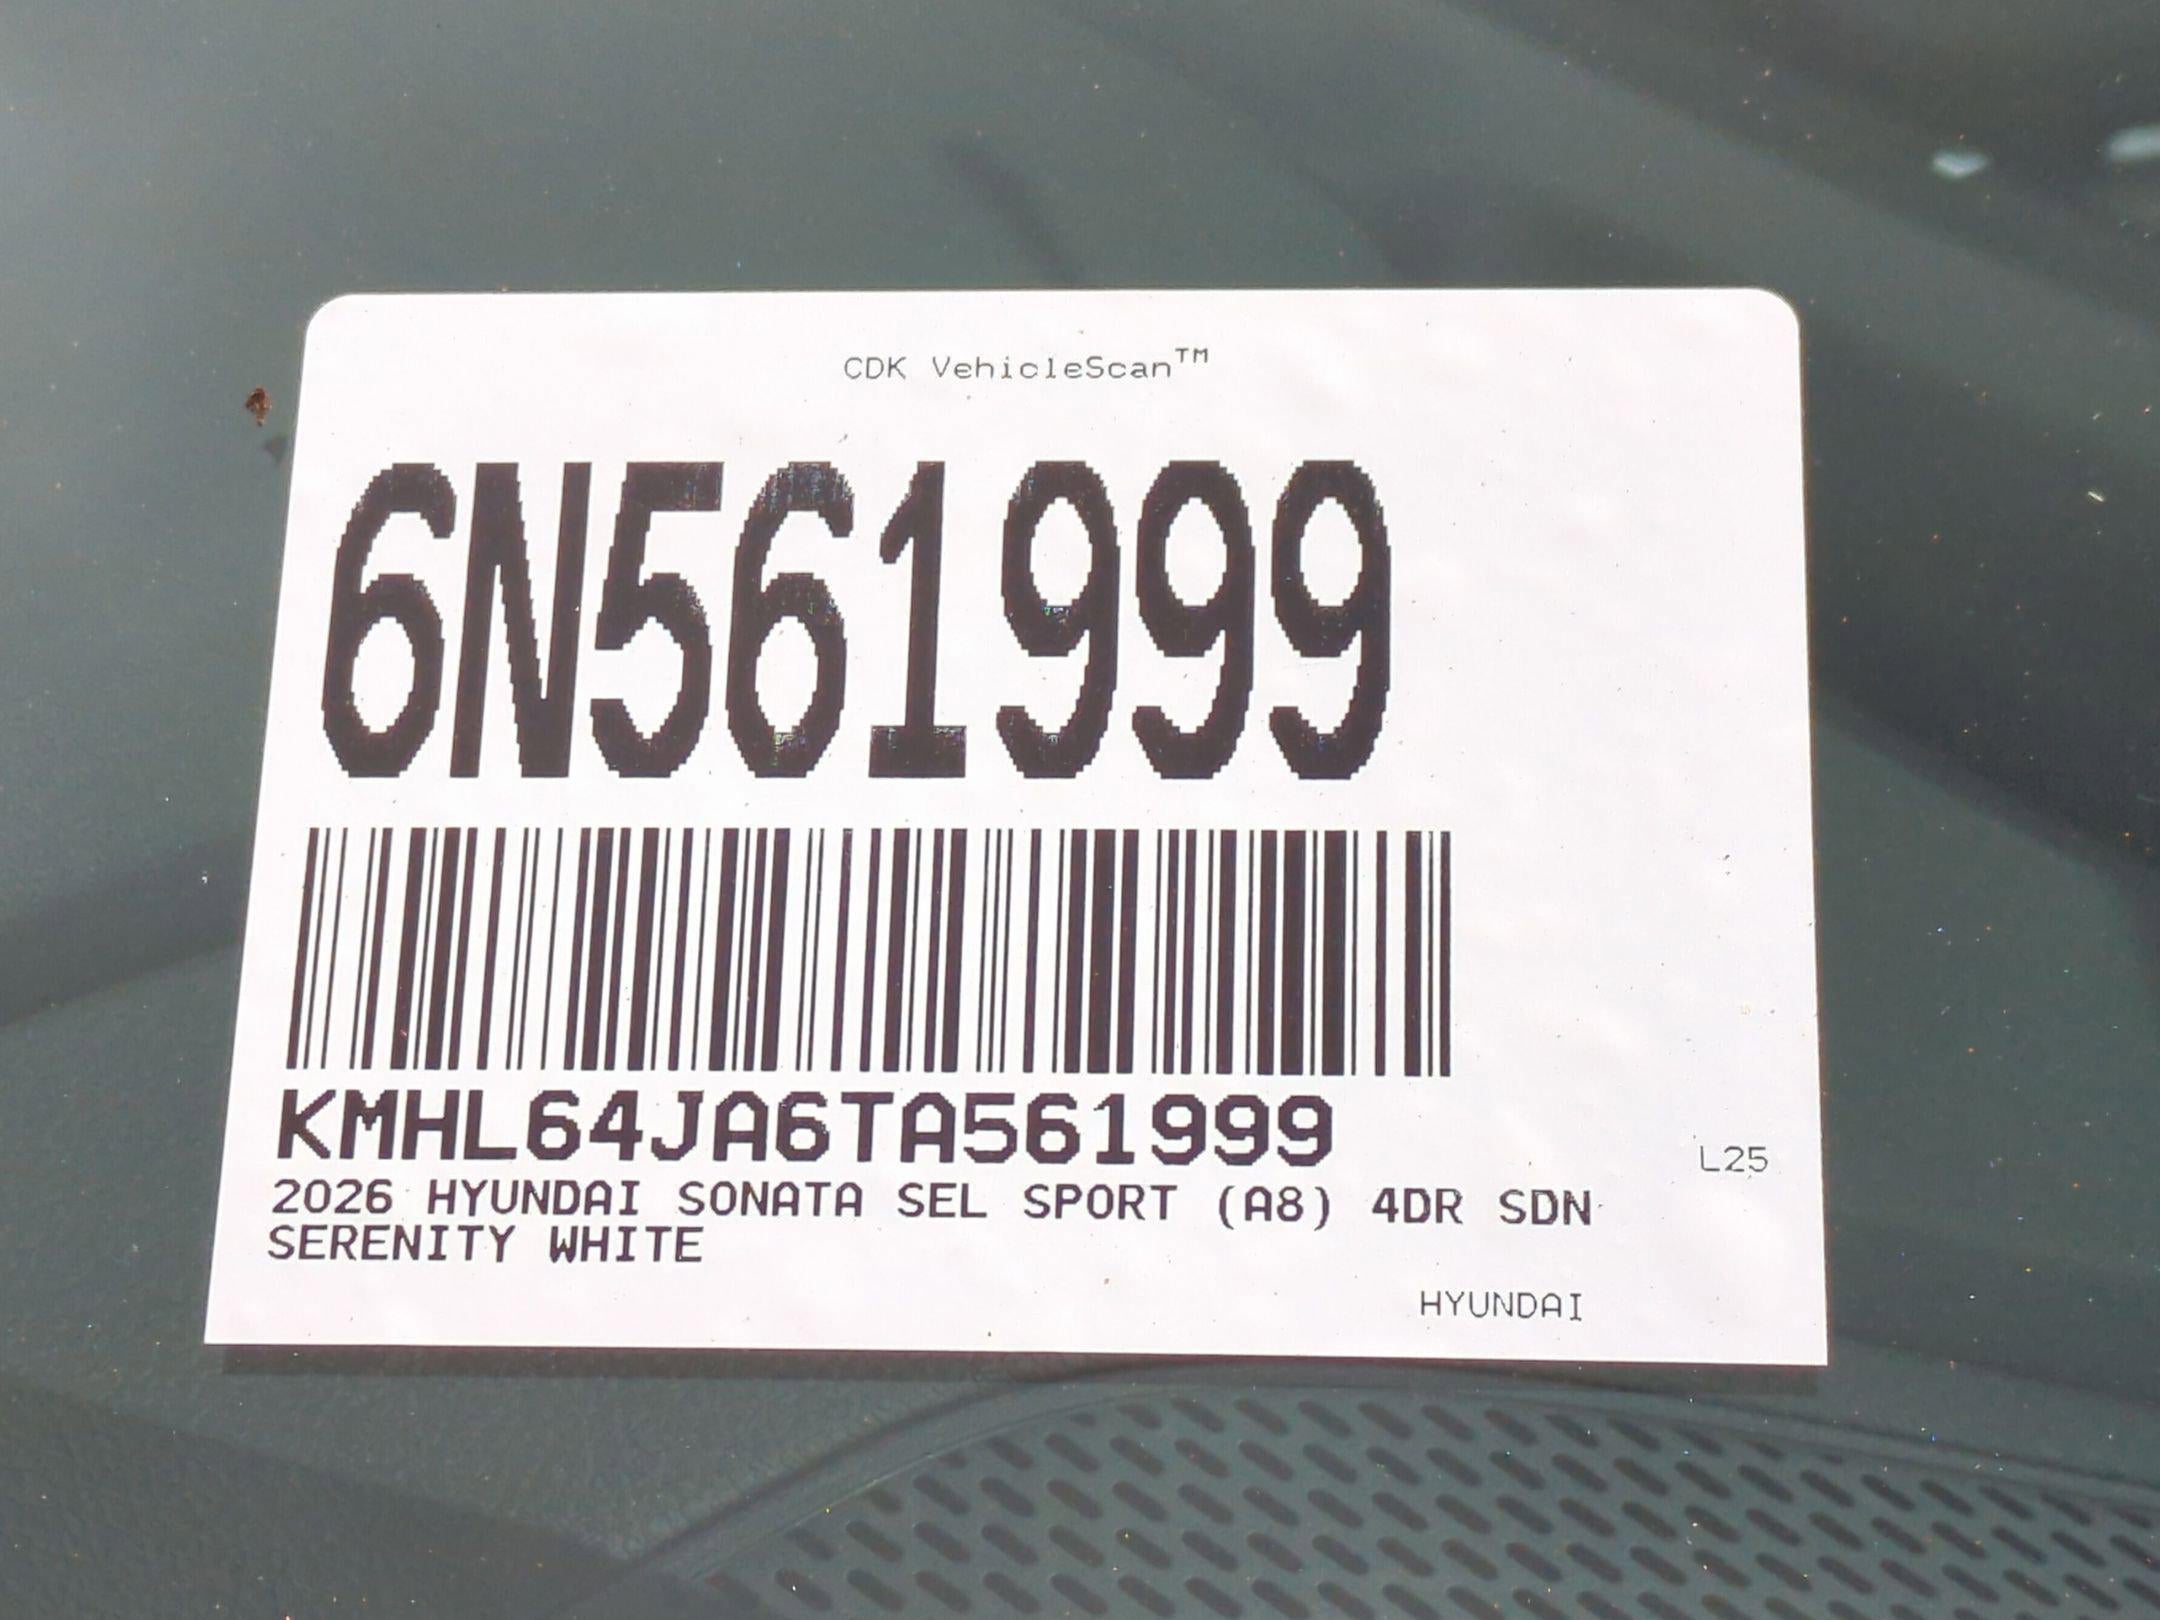 CDK VehicleScan™
6N561999
KMHL64JA6TA561999
L25
2026 HYUNDAI SONATA SEL SPORT (A8) 4DR SDN
SERENITY WHITE
HYUNDAI